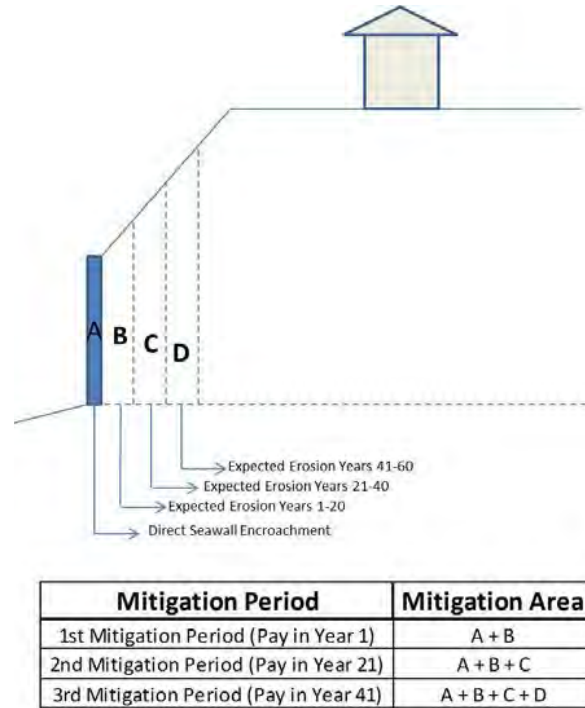 A
B
C
D
Expected Erosion Years 41-60
Expected Erosion Years 21-40
Expected Erosion Years 1-20
Direct Seawall Encroachment
Mitigation Period Mitigation Area
1st Mitigation Period (Pay in Year 1) A + B
2nd Mitigation Period (Pay in Year 21) A + B + C
3rd Mitigation Period (Pay in Year 41) A + B + C + D